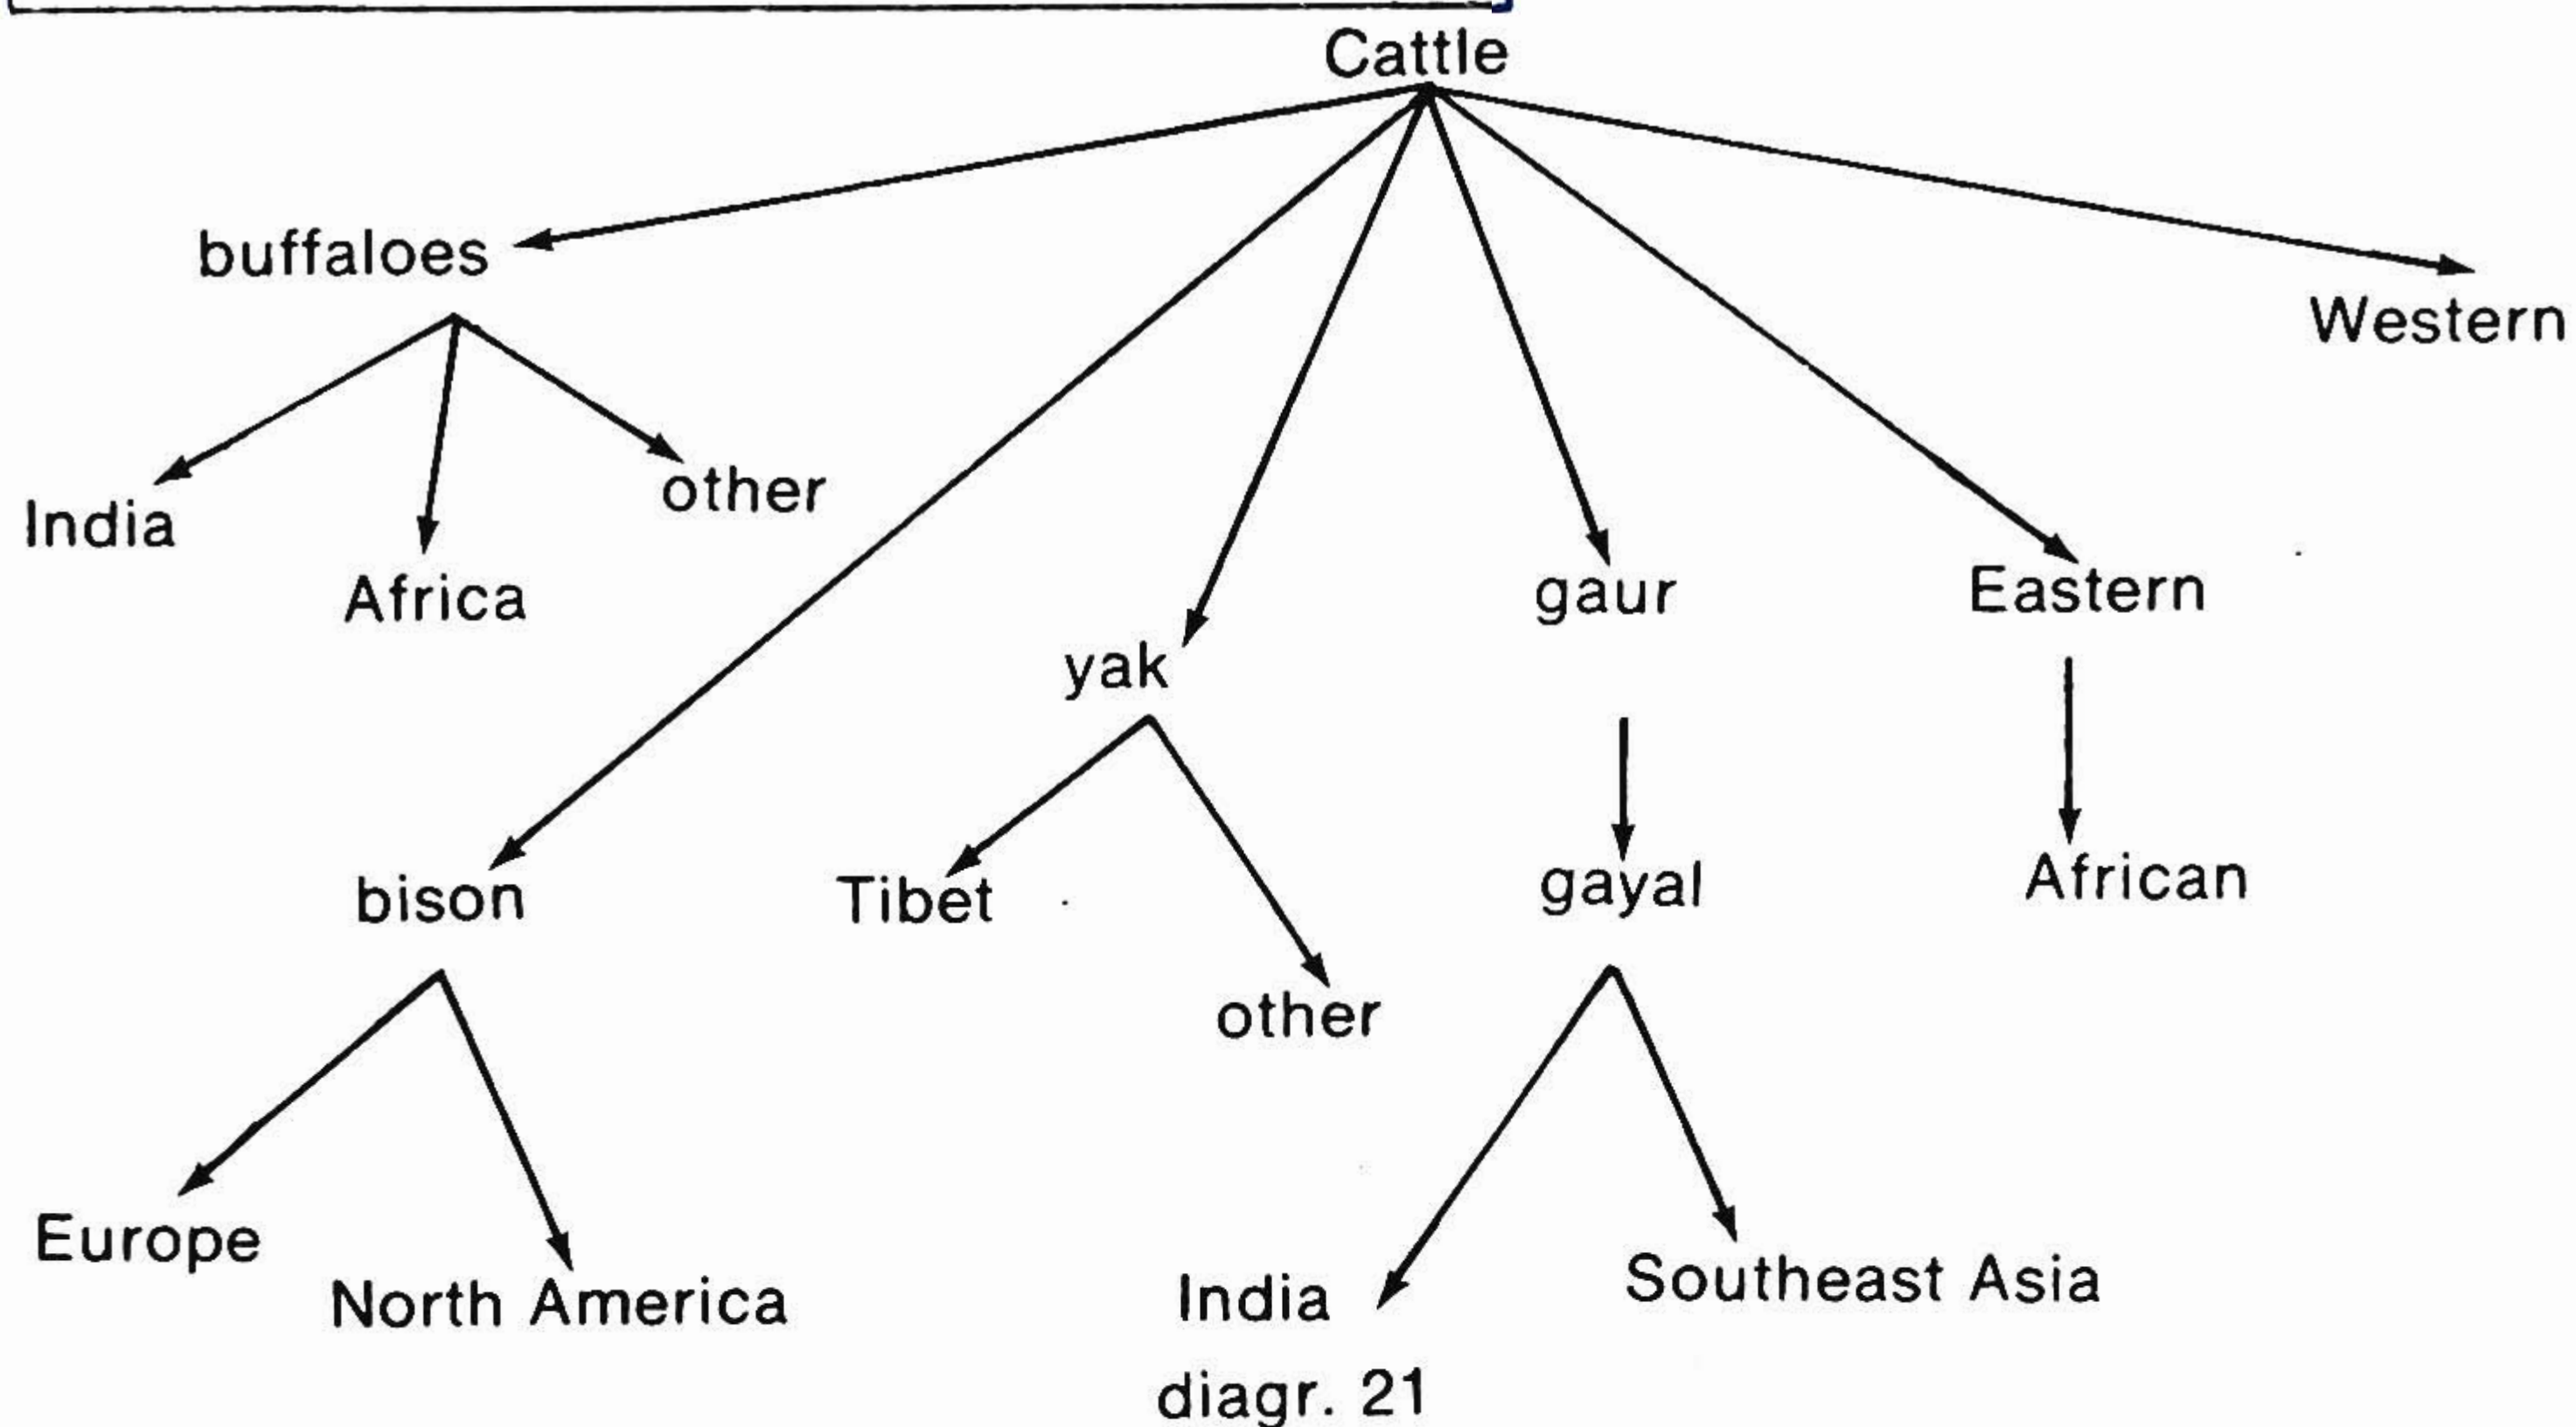 Cattle
buffaloes
Western
India
Africa
other
yak
gaur
Eastern
bison
Tibet
other
gayal
African
Europe
North America
India
Southeast Asia
diagr. 21